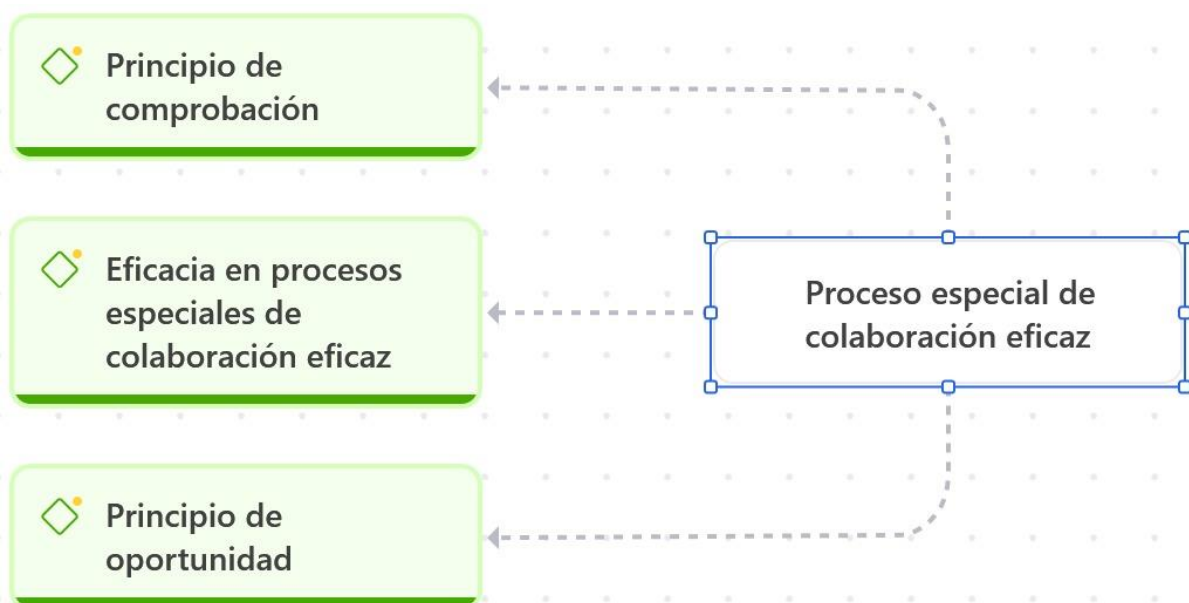 Principio de
comprobación
Eficacia en procesos
especiales de
colaboración eficaz
Proceso especial de
colaboración eficaz
Principio de
oportunidad